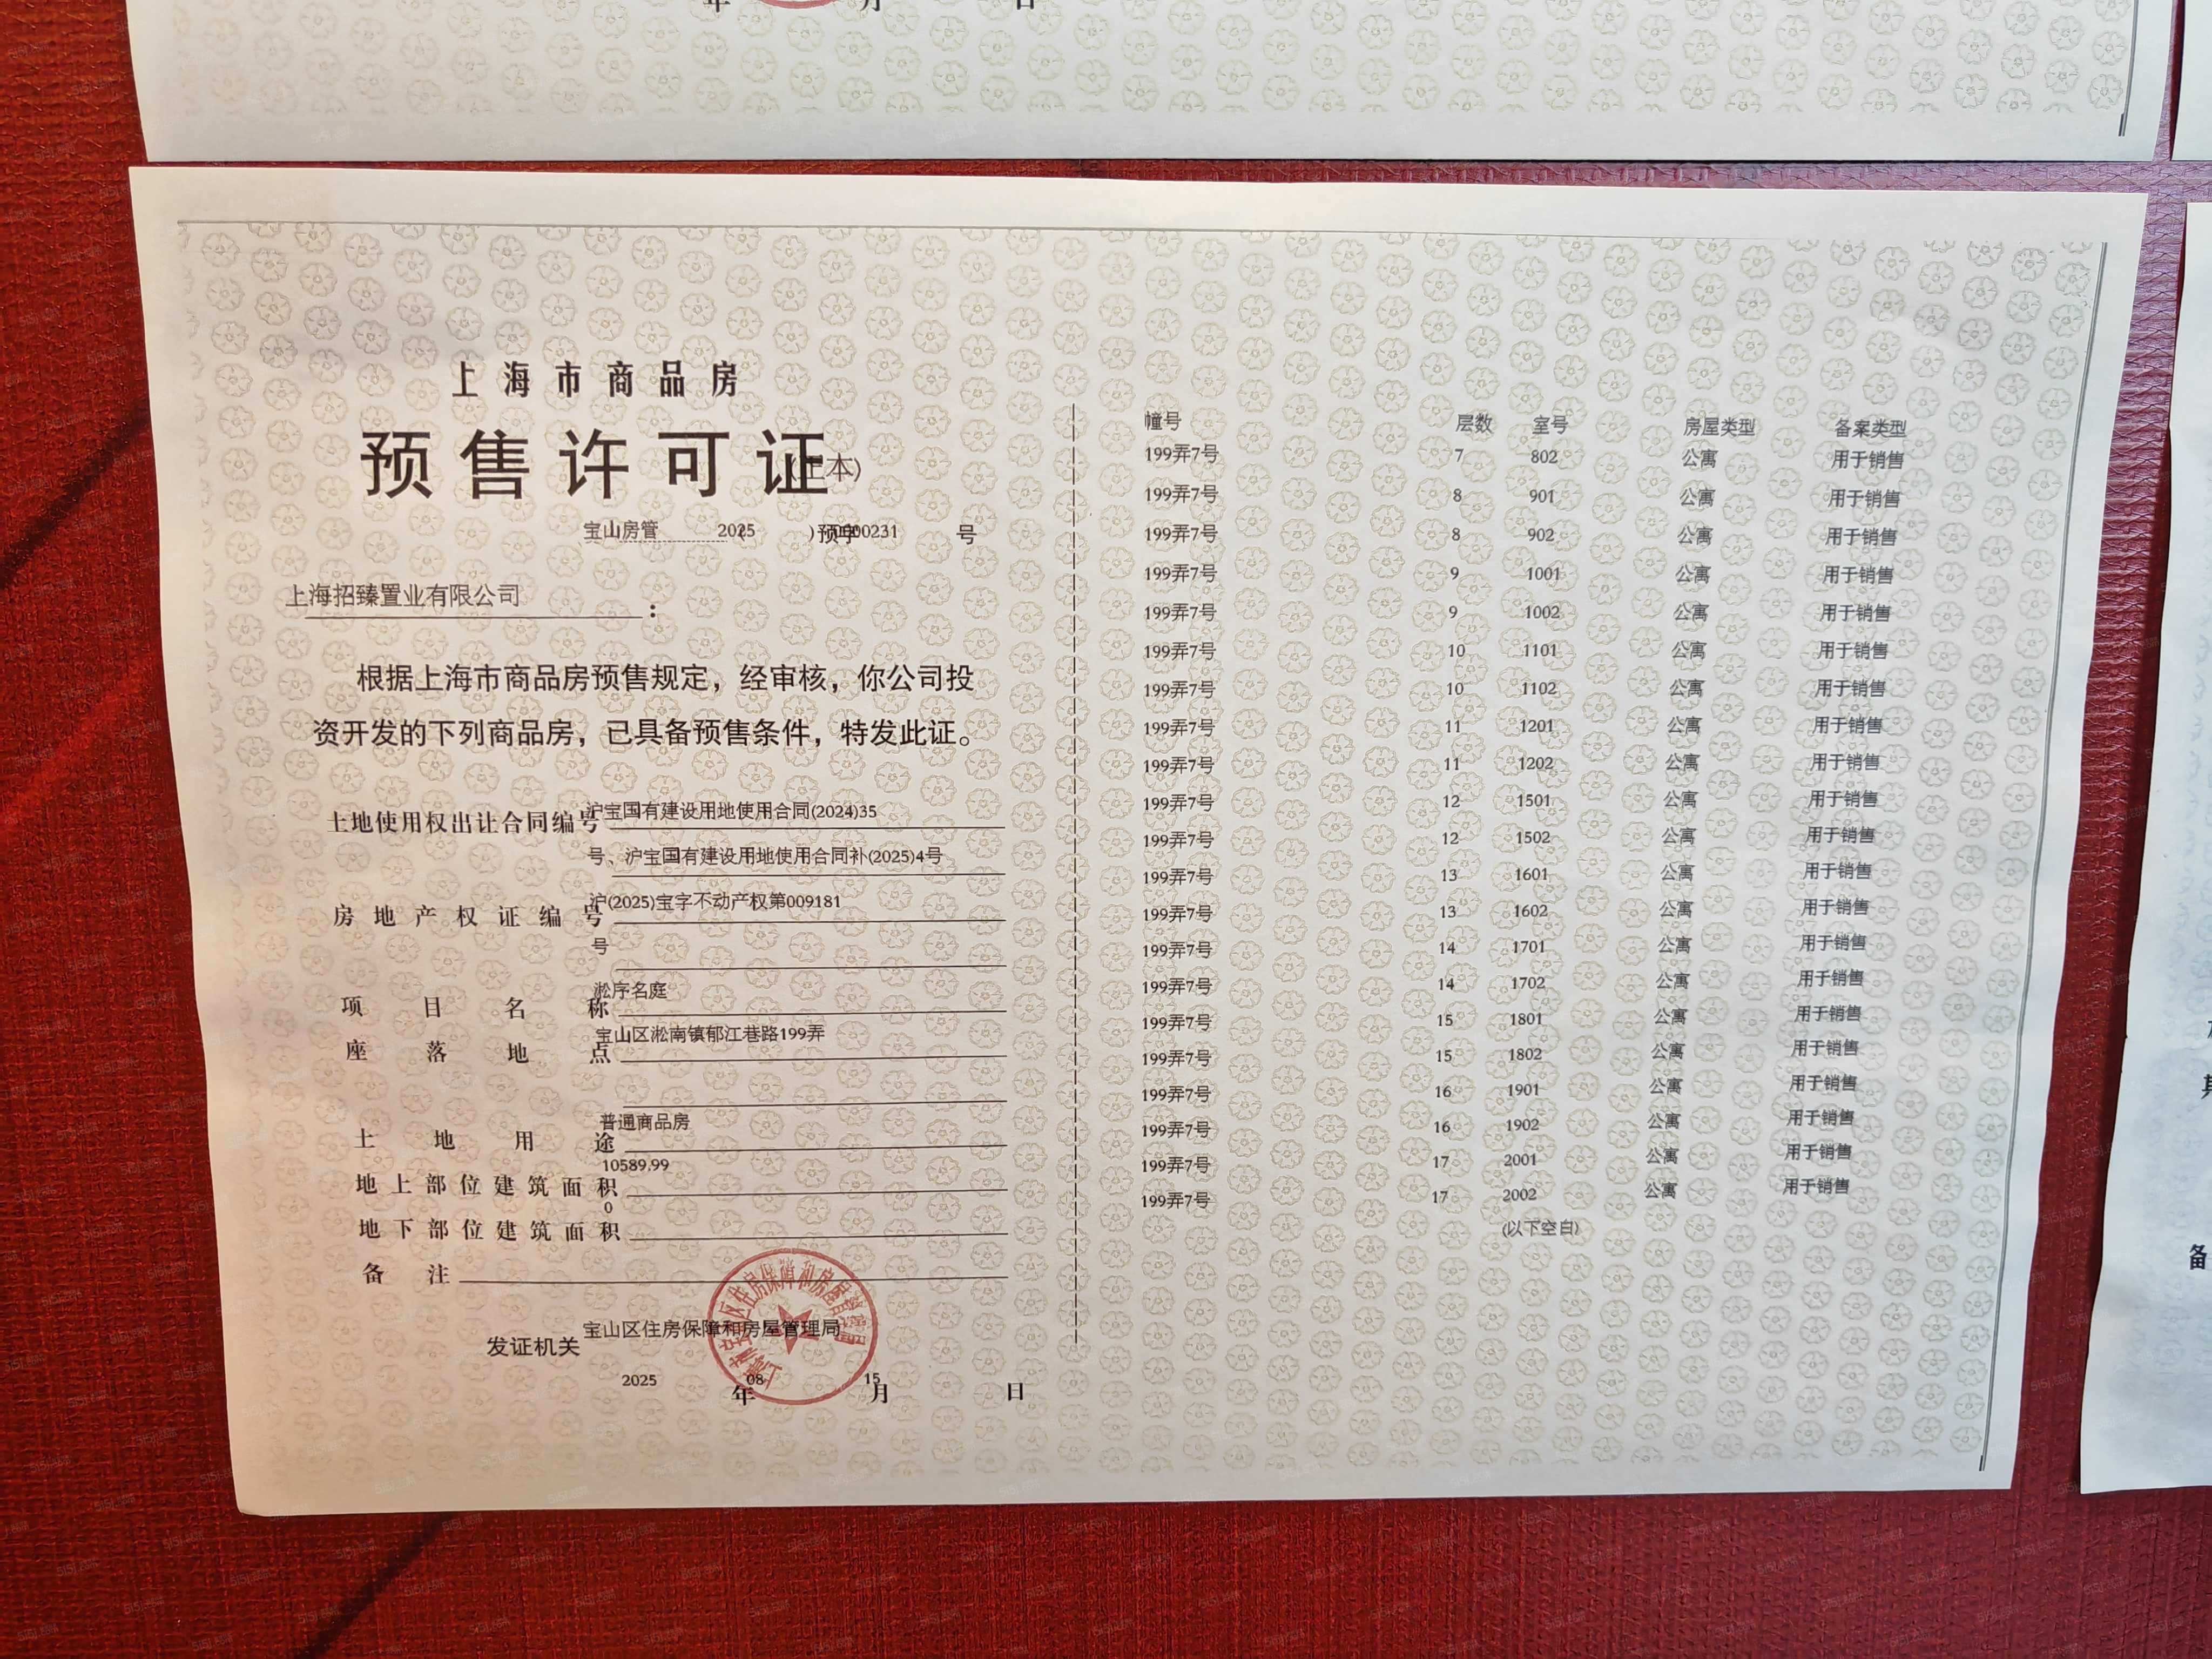 年 月 日
上海市商品房
预售许可证(正本)
宝山房管 2025 )预字0000231 号
上海招臻置业有限公司 :
根据上海市商品房预售规定，经审核，你公司投
资开发的下列商品房，已具备预售条件，特发此证。
土地使用权出让合同编号 沪宝国有建设用地使用合同(2024)35
号、沪宝国有建设用地使用合同补(2025)4号
房地产权证编号 沪(2025)宝字不动产权第009181
号
项目名称 淞序名庭
座落地点 宝山区淞南镇郁江巷路199弄
土地用途 普通商品房
地上部位建筑面积 10589.99
地下部位建筑面积 0
备注
发证机关 宝山区住房保障和房屋管理局
2025 年 08 月 15 日
幢号 层数 室号 房屋类型 备案类型
199弄7号 7 802 公寓 用于销售
199弄7号 8 901 公寓 用于销售
199弄7号 8 902 公寓 用于销售
199弄7号 9 1001 公寓 用于销售
199弄7号 9 1002 公寓 用于销售
199弄7号 10 1101 公寓 用于销售
199弄7号 10 1102 公寓 用于销售
199弄7号 11 1201 公寓 用于销售
199弄7号 11 1202 公寓 用于销售
199弄7号 12 1501 公寓 用于销售
199弄7号 12 1502 公寓 用于销售
199弄7号 13 1601 公寓 用于销售
199弄7号 13 1602 公寓 用于销售
199弄7号 14 1701 公寓 用于销售
199弄7号 14 1702 公寓 用于销售
199弄7号 15 1801 公寓 用于销售
199弄7号 15 1802 公寓 用于销售
199弄7号 16 1901 公寓 用于销售
199弄7号 16 1902 公寓 用于销售
199弄7号 17 2001 公寓 用于销售
199弄7号 17 2002 公寓 用于销售
(以下空白)
备